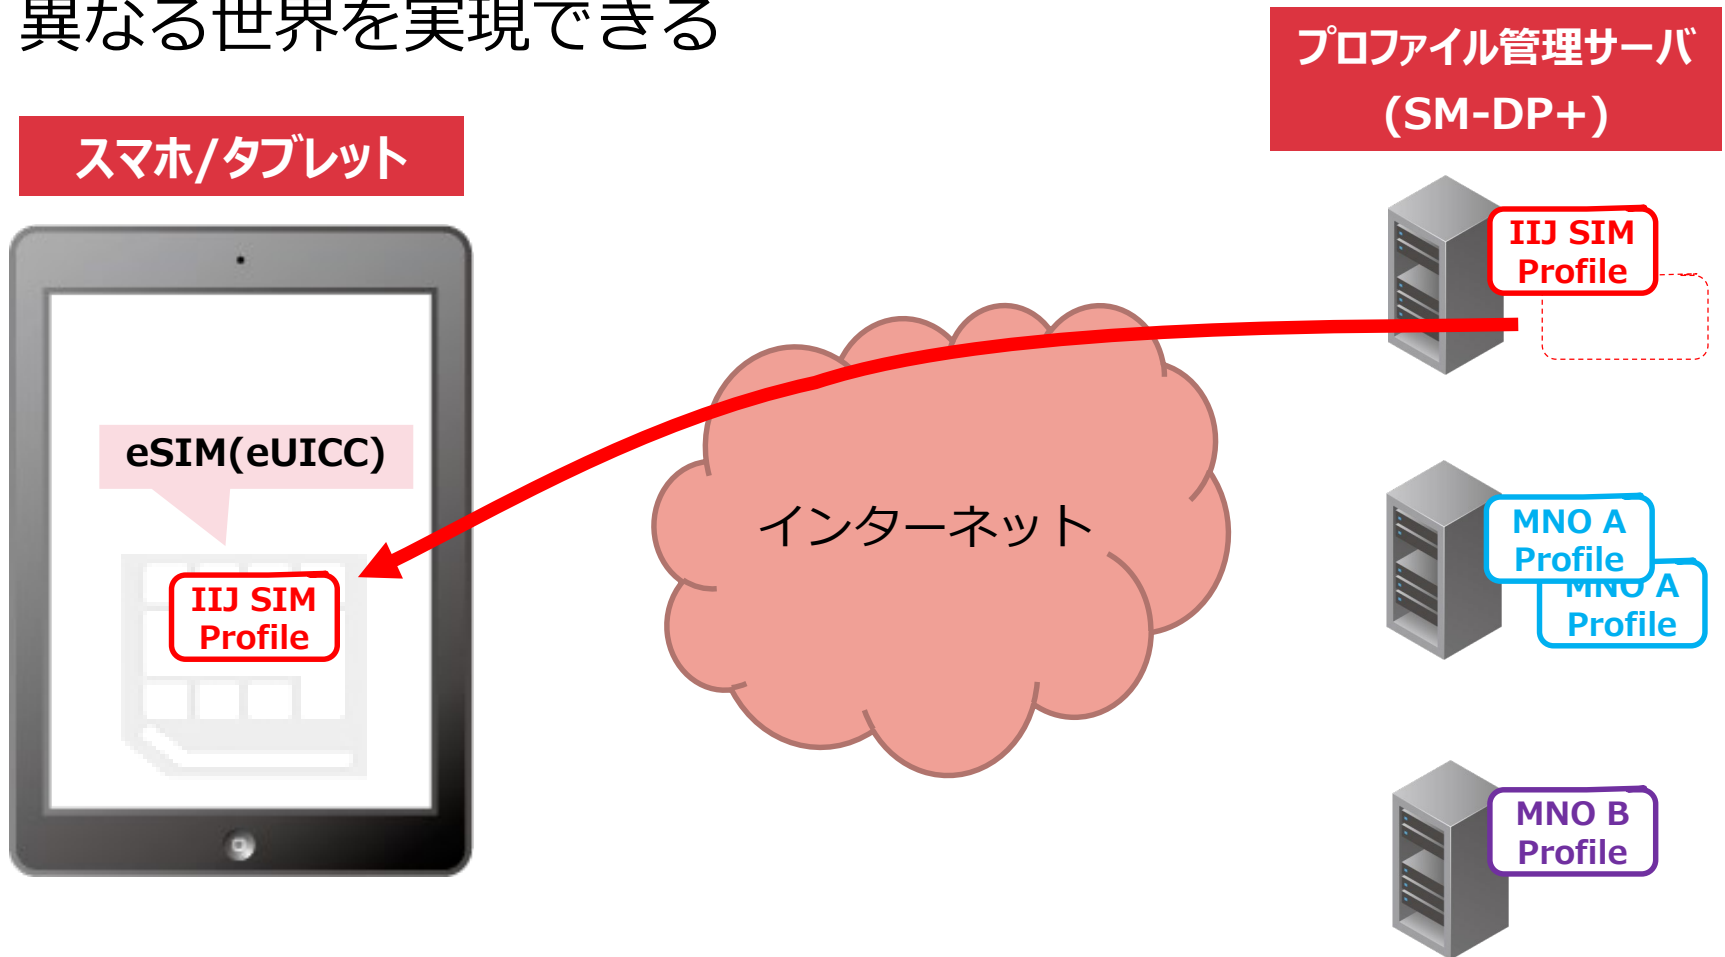 異なる世界を実現できる
プロファイル管理サーバ
(SM-DP+)
スマホ/タブレット
IIJ SIM
Profile
eSIM(eUICC)
インターネット
IIJ SIM
Profile
MNO A
Profile
MNO A
Profile
MNO B
Profile